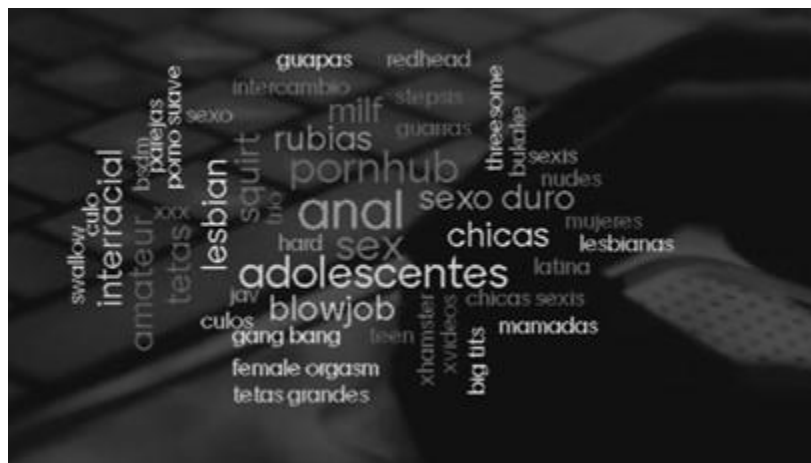 guapas
redhead
intercambio
milf
stepsis
sexo
rubias
guarras
threesome
bukake
sexis
nudes
parejas
porno suave
bsdm
squirt
pornhub
lesbian
trio
anal
sexo duro
mujeres
chicas
lesbianas
culo
interracial
swallow
xxx
tetas
amateur
hard
sex
adolescentes
latina
jav
blowjob
chicas sexis
culos
xhamster
xvideos
mamadas
gang bang
teen
big tits
female orgasm
tetas grandes